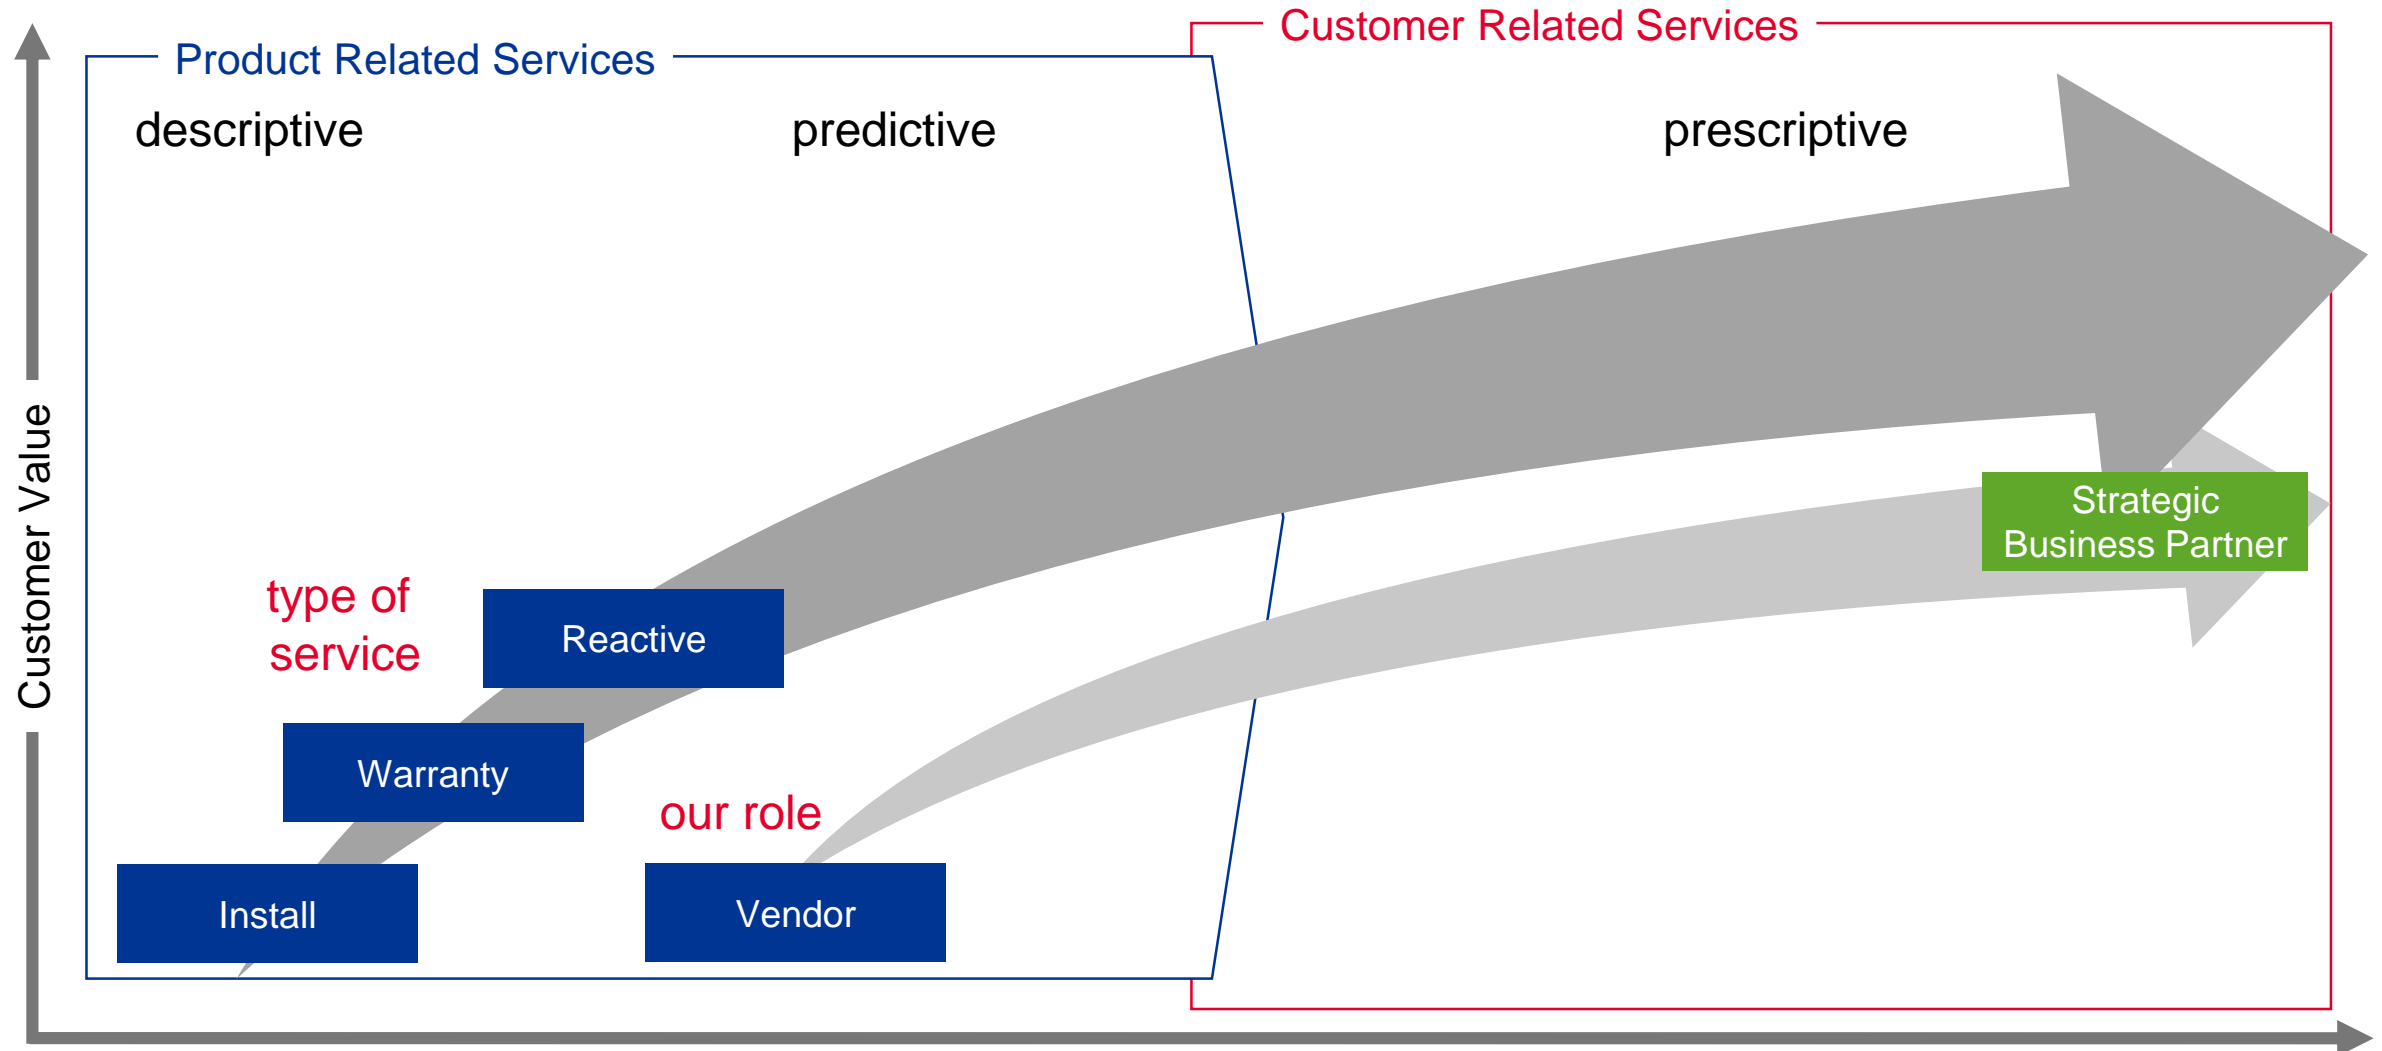 Customer Related Services
Product Related Services
descriptive
predictive
prescriptive
Customer Value
Strategic
Business Partner
type of
service
Reactive
Warranty
our role
Install
Vendor